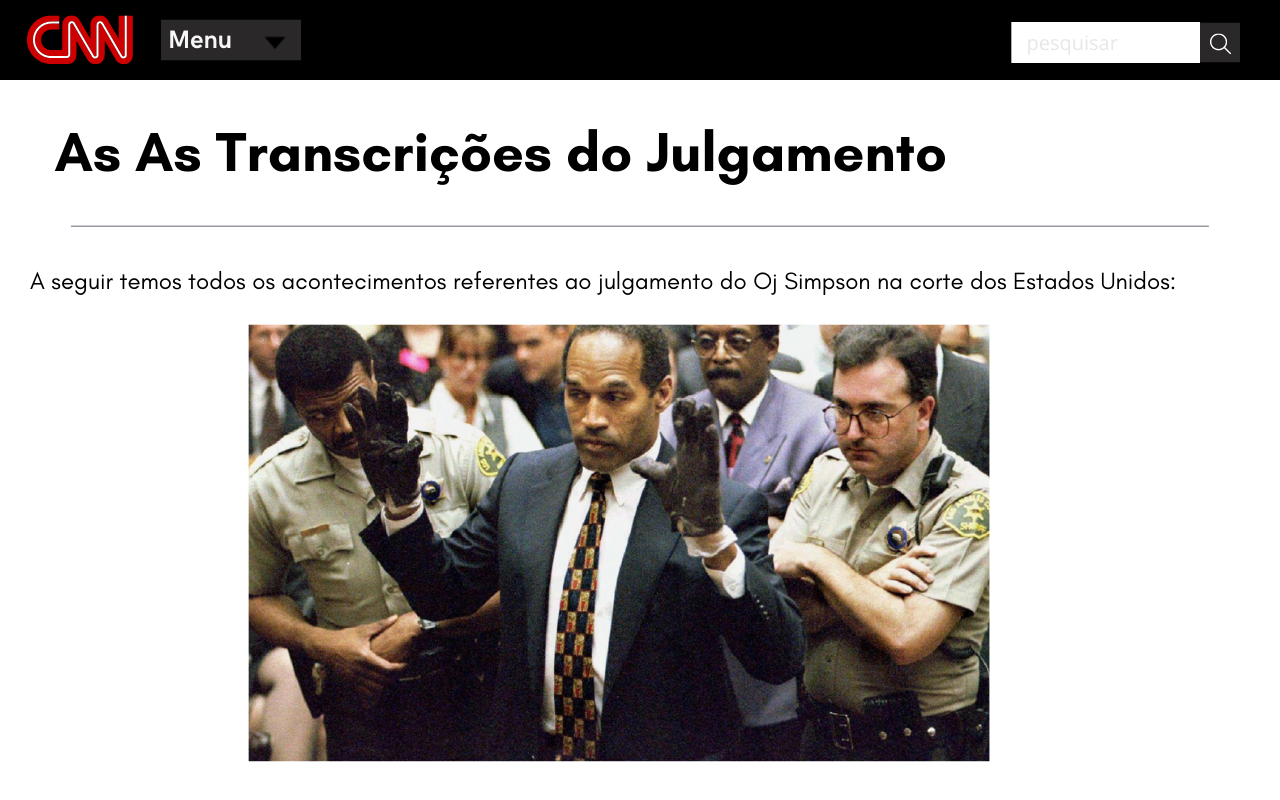 CNN
Menu
pesquisar
As As Transcrições do Julgamento
A seguir temos todos os acontecimentos referentes ao julgamento do Oj Simpson na corte dos Estados Unidos: